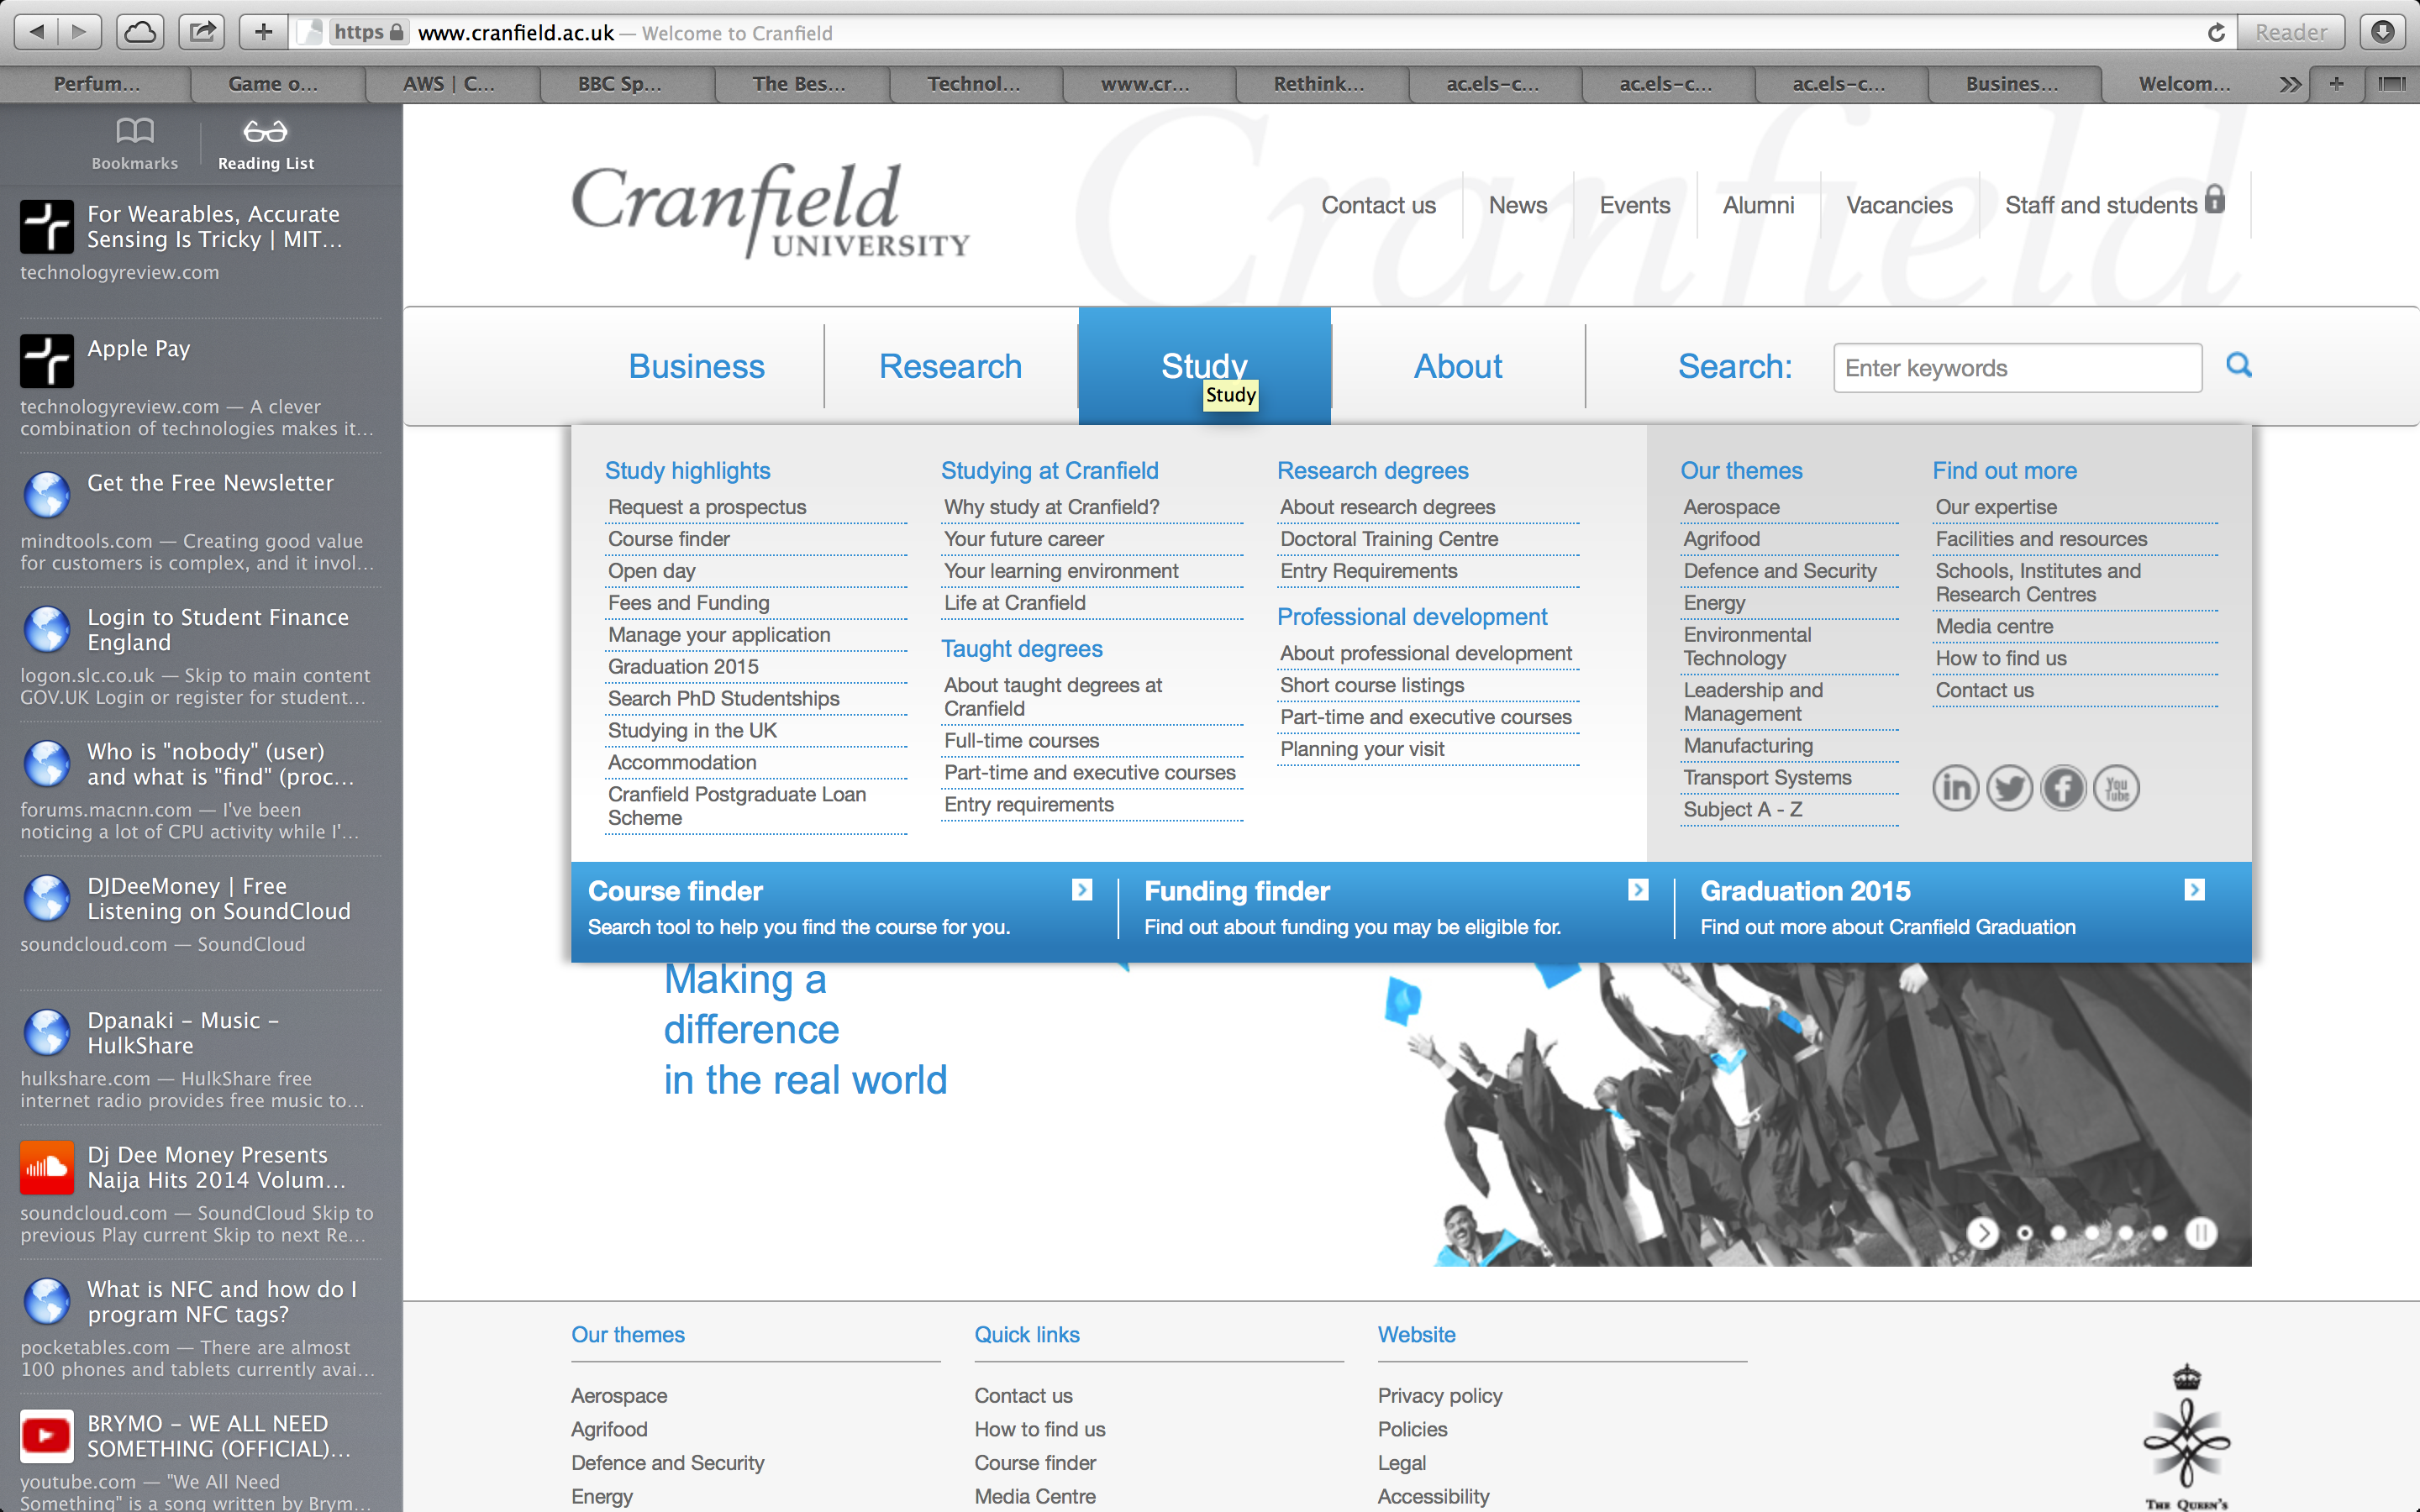 https www.cranfield.ac.uk — Welcome to Cranfield
Reader
Perfum...
Game o...
AWS | C...
BBC Sp...
The Bes...
Technol...
www.cr...
Rethink...
ac.els-c...
ac.els-c...
ac.els-c...
Busines...
Welcom...
Bookmarks
Reading List
For Wearables, Accurate
Sensing Is Tricky | MIT...
technologyreview.com
Apple Pay
technologyreview.com — A clever
combination of technologies makes it...
Get the Free Newsletter
mindtools.com — Creating good value
for customers is complex, and it invol...
Login to Student Finance
England
logon.slc.co.uk — Skip to main content
GOV.UK Login or register for student...
Who is "nobody" (user)
and what is "find" (proc...
forums.macnn.com — I've been
noticing a lot of CPU activity while I'...
DJDeeMoney | Free
Listening on SoundCloud
soundcloud.com — SoundCloud
Dpanaki – Music –
HulkShare
hulkshare.com — HulkShare free
internet radio provides free music to...
Dj Dee Money Presents
Naija Hits 2014 Volum...
soundcloud.com — SoundCloud Skip to
previous Play current Skip to next Re...
What is NFC and how do I
program NFC tags?
pocketables.com — There are almost
100 phones and tablets currently avai...
BRYMO – WE ALL NEED
SOMETHING (OFFICIAL)...
youtube.com — "We All Need
Something" is a song written by Brym...
Cranfield
Cranfield
UNIVERSITY
Contact us
News
Events
Alumni
Vacancies
Staff and students
Business
Research
Study
About
Search:
Enter keywords
Study
Study highlights
Request a prospectus
Course finder
Open day
Fees and Funding
Manage your application
Graduation 2015
Search PhD Studentships
Studying in the UK
Accommodation
Cranfield Postgraduate Loan
Scheme
Studying at Cranfield
Why study at Cranfield?
Your future career
Your learning environment
Life at Cranfield
Taught degrees
About taught degrees at
Cranfield
Full-time courses
Part-time and executive courses
Entry requirements
Research degrees
About research degrees
Doctoral Training Centre
Entry Requirements
Professional development
About professional development
Short course listings
Part-time and executive courses
Planning your visit
Our themes
Aerospace
Agrifood
Defence and Security
Energy
Environmental
Technology
Leadership and
Management
Manufacturing
Transport Systems
Subject A - Z
Find out more
Our expertise
Facilities and resources
Schools, Institutes and
Research Centres
Media centre
How to find us
Contact us
in
f
You
Tube
Course finder
Search tool to help you find the course for you.
Funding finder
Find out about funding you may be eligible for.
Graduation 2015
Find out more about Cranfield Graduation
Making a
difference
in the real world
Our themes
Aerospace
Agrifood
Defence and Security
Energy
Quick links
Contact us
How to find us
Course finder
Media Centre
Website
Privacy policy
Policies
Legal
Accessibility
THE QUEEN'S